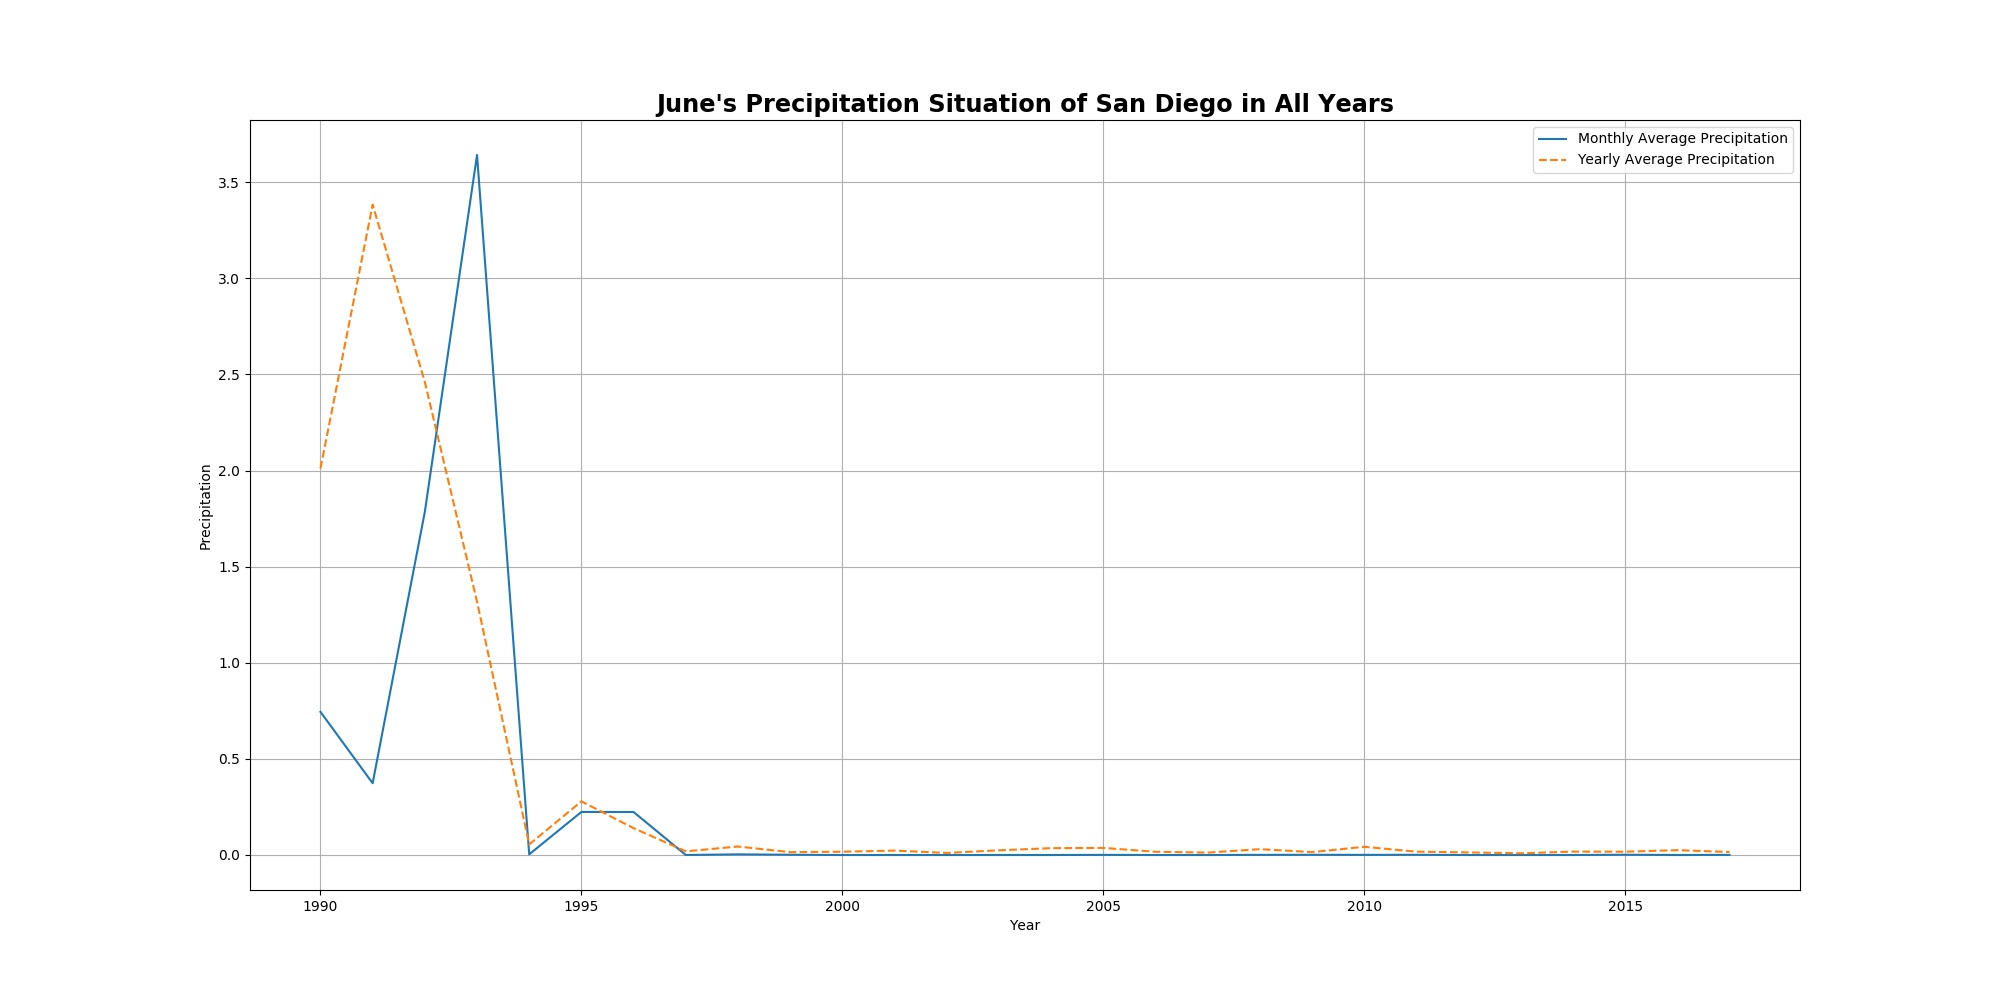 June's Precipitation Situation of San Diego in All Years
Monthly Average Precipitation
Yearly Average Precipitation
3.5
3.0
2.5
2.0
1.5
1.0
0.5
0.0
Precipitation
1990 1995 2000 2005 2010 2015
Year